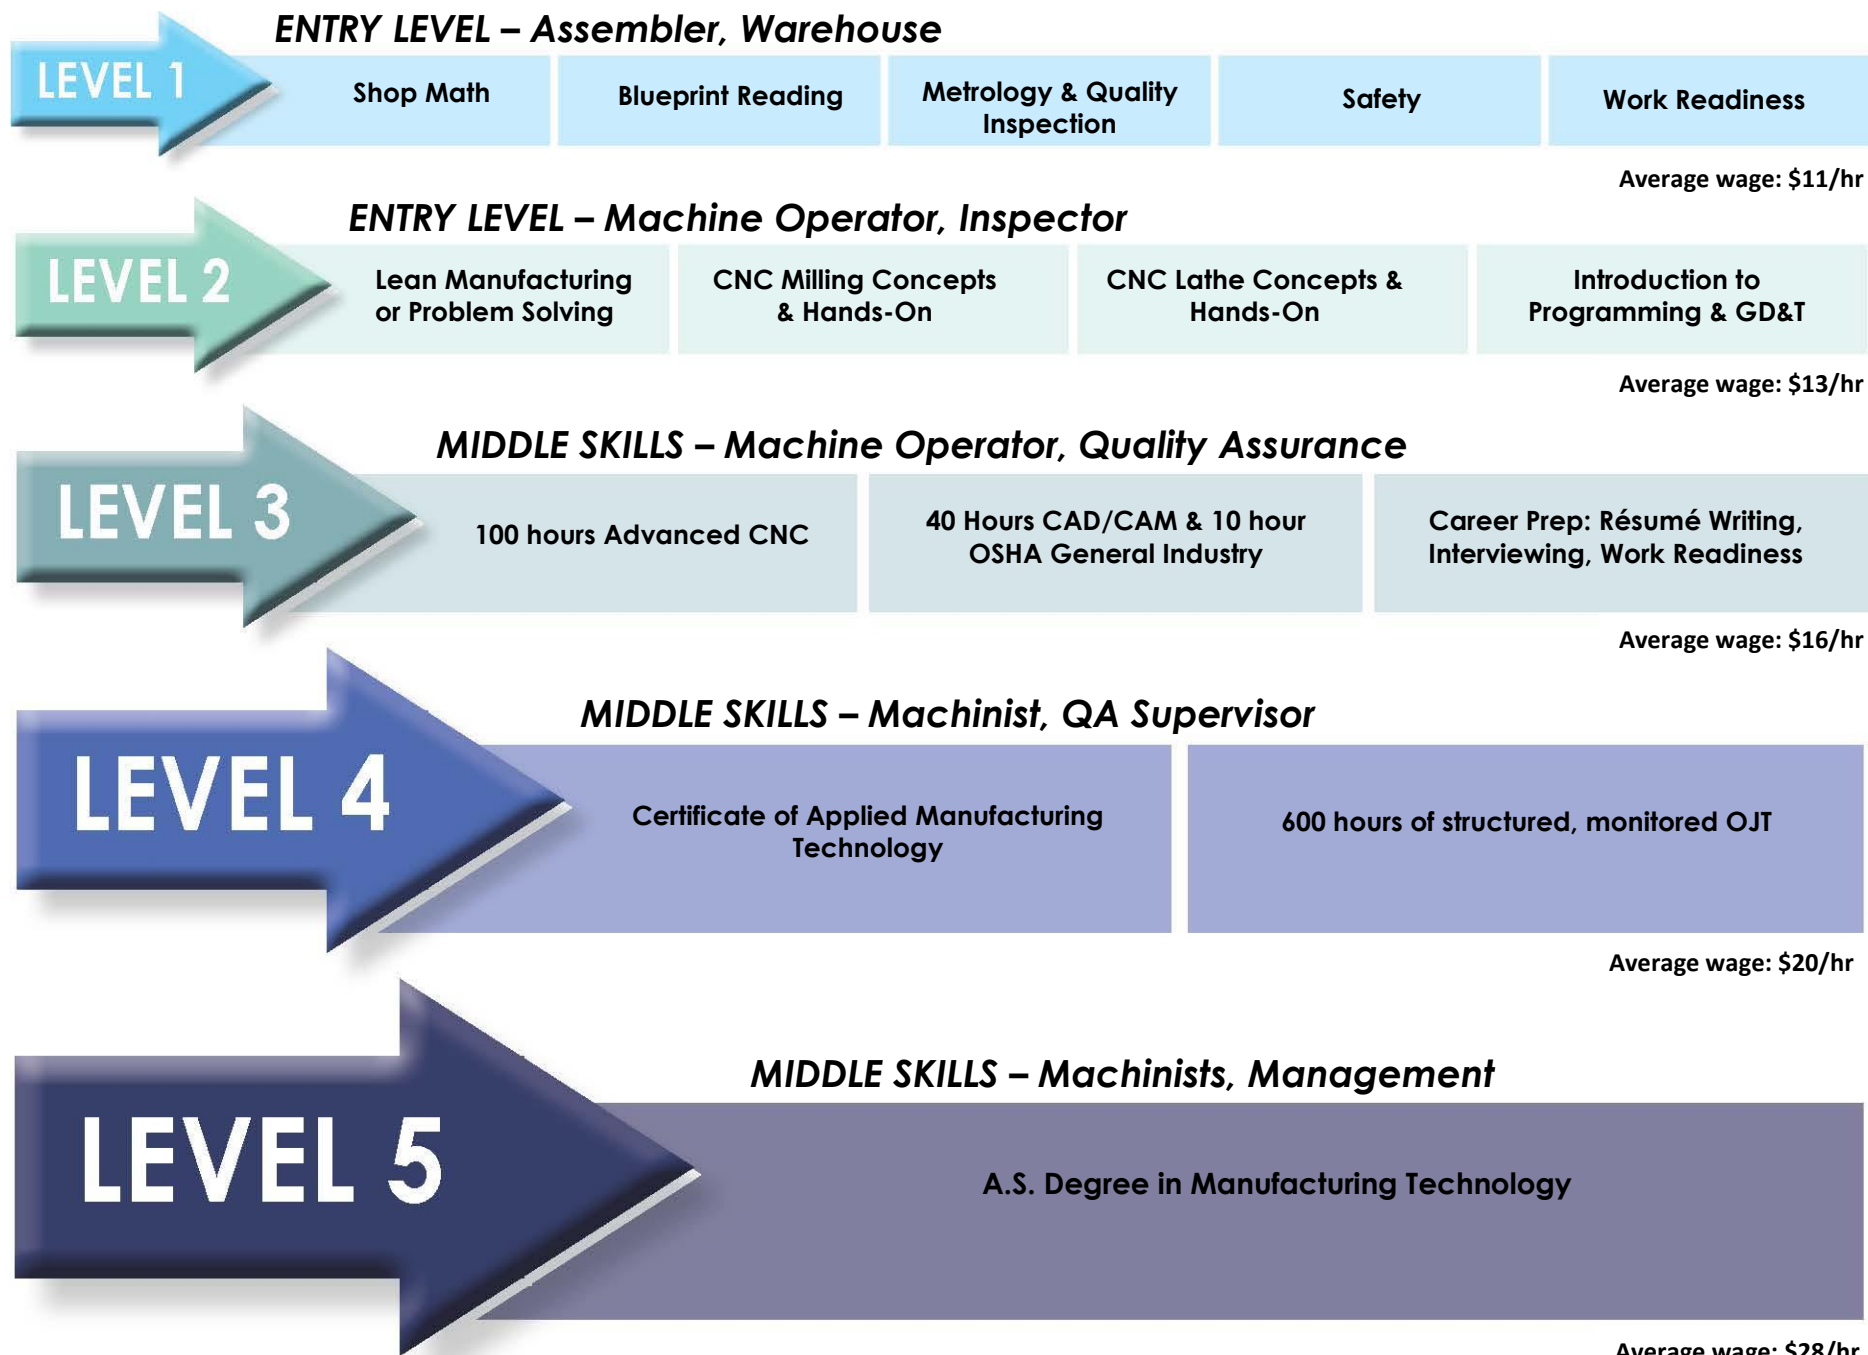 ENTRY LEVEL – Assembler, Warehouse
LEVEL 1
Shop Math
Blueprint Reading
Metrology & Quality
Inspection
Safety
Work Readiness
Average wage: $11/hr
ENTRY LEVEL – Machine Operator, Inspector
LEVEL 2
Lean Manufacturing
or Problem Solving
CNC Milling Concepts
& Hands-On
CNC Lathe Concepts &
Hands-On
Introduction to
Programming & GD&T
Average wage: $13/hr
MIDDLE SKILLS – Machine Operator, Quality Assurance
LEVEL 3
100 hours Advanced CNC
40 Hours CAD/CAM & 10 hour
OSHA General Industry
Career Prep: Résumé Writing,
Interviewing, Work Readiness
Average wage: $16/hr
MIDDLE SKILLS – Machinist, QA Supervisor
LEVEL 4
Certificate of Applied Manufacturing
Technology
600 hours of structured, monitored OJT
Average wage: $20/hr
MIDDLE SKILLS – Machinists, Management
LEVEL 5
A.S. Degree in Manufacturing Technology
Average wage: $28/hr